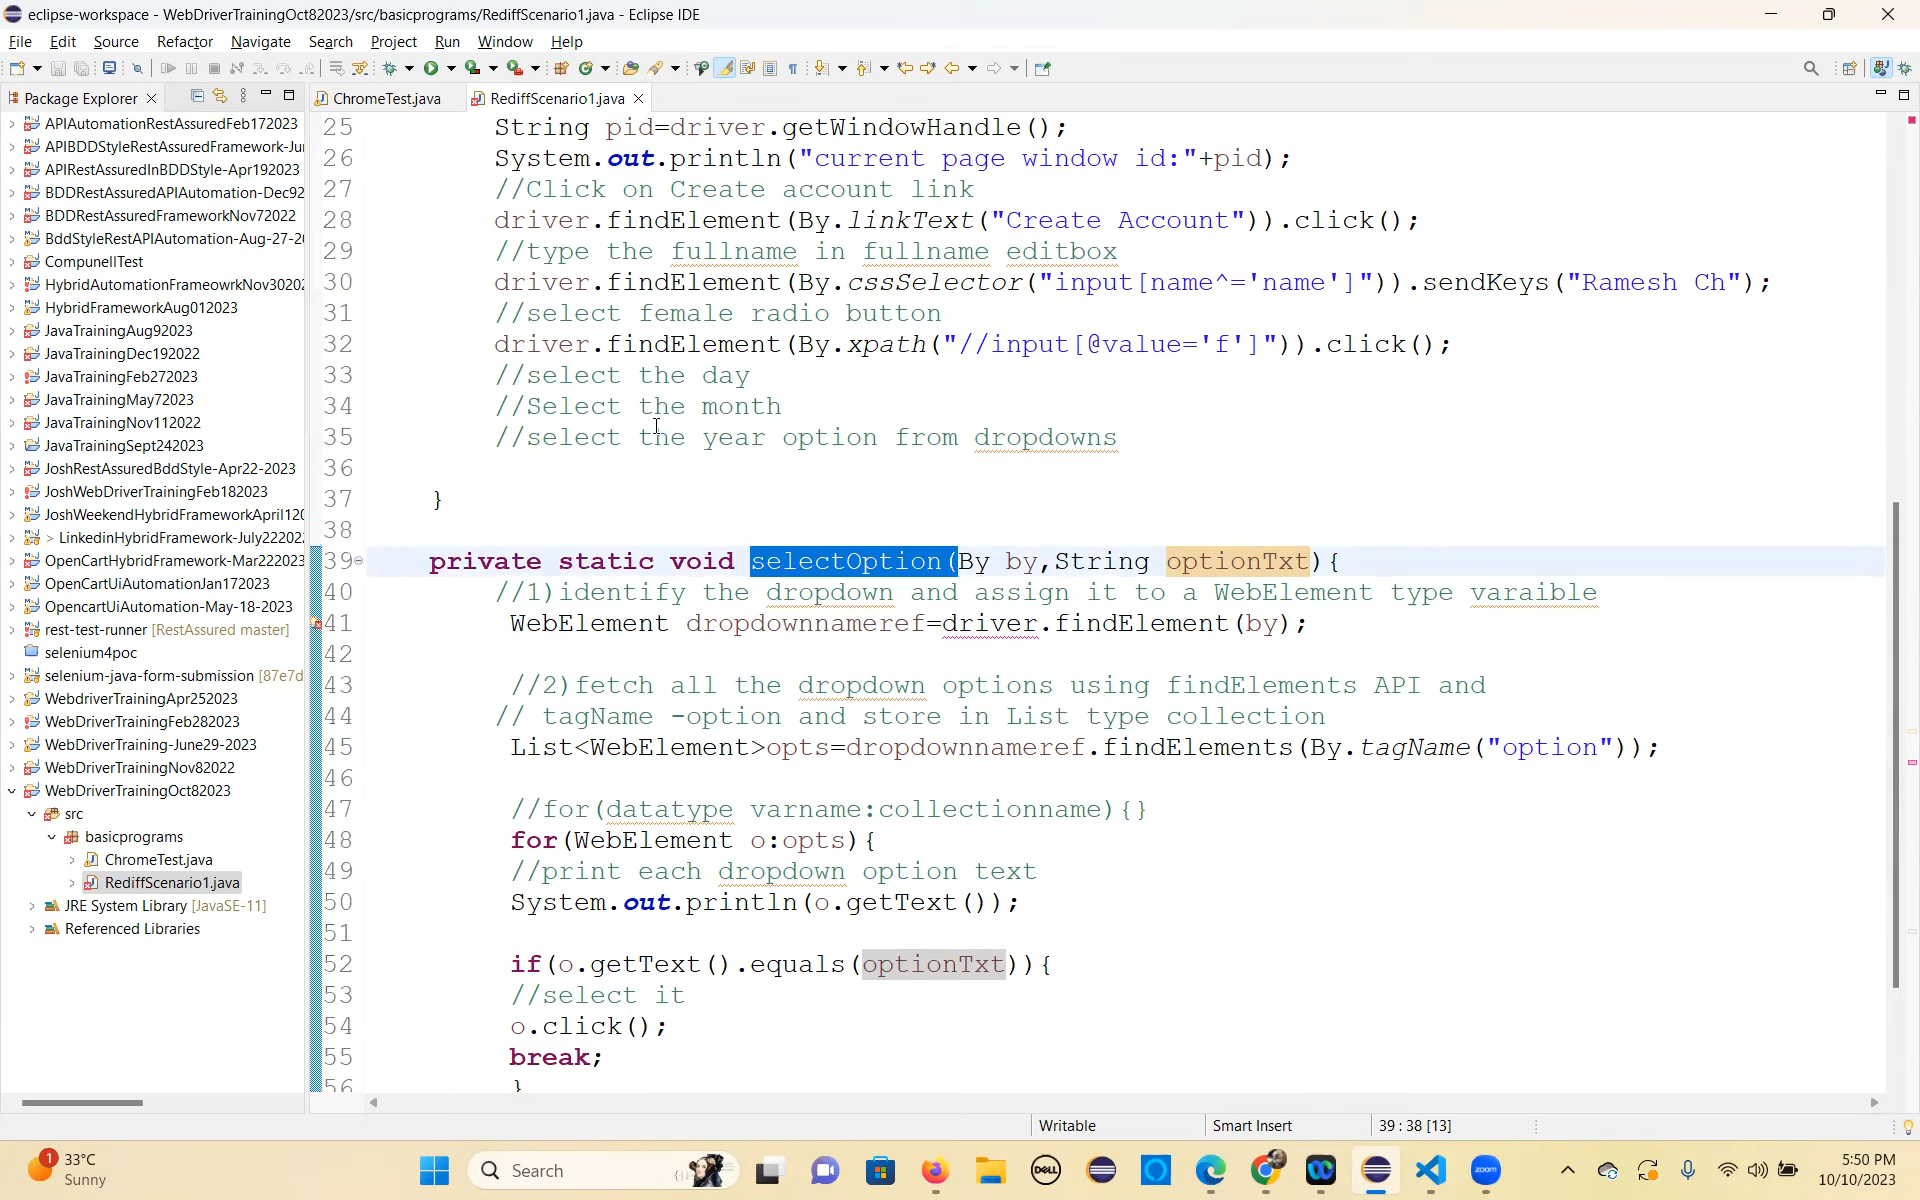 eclipse-workspace - WebDriverTrainingOct82023/src/basicprograms/RediffScenario1.java - Eclipse IDE
File Edit Source Refactor Navigate Search Project Run Window Help
Package Explorer
ChromeTest.java
RediffScenario1.java
APIAutomationRestAssuredFeb172023
APIBDDStyleRestAssuredFramework-Ju
APIRestAssuredInBDDStyle-Apr192023
BDDRestAssuredAPIAutomation-Dec92
BDDRestAssuredFrameworkNov72022
BddStyleRestAPIAutomation-Aug-27-20
CompunellTest
HybridAutomationFrameowrkNov3020
HybridFrameworkAug012023
JavaTrainingAug92023
JavaTrainingDec192022
JavaTrainingFeb272023
JavaTrainingMay72023
JavaTrainingNov112022
JavaTrainingSept242023
JoshRestAssuredBddStyle-Apr22-2023
JoshWebDriverTrainingFeb182023
JoshWeekendHybridFrameworkApril120
> LinkedinHybridFramework-July22202
OpenCartHybridFramework-Mar222023
OpenCartUiAutomationJan172023
OpencartUiAutomation-May-18-2023
rest-test-runner [RestAssured master]
selenium4poc
selenium-java-form-submission [87e7d
WebdriverTrainingApr252023
WebDriverTrainingFeb282023
WebDriverTraining-June29-2023
WebDriverTrainingNov82022
WebDriverTrainingOct82023
src
basicprograms
ChromeTest.java
RediffScenario1.java
JRE System Library [JavaSE-11]
Referenced Libraries
25 String pid=driver.getWindowHandle();
26 System.out.println("current page window id:"+pid);
27 //Click on Create account link
28 driver.findElement(By.linkText("Create Account")).click();
29 //type the fullname in fullname editbox
30 driver.findElement(By.cssSelector("input[name^='name']")).sendKeys("Ramesh Ch");
31 //select female radio button
32 driver.findElement(By.xpath("//input[@value='f']")).click();
33 //select the day
34 //Select the month
35 //select the year option from dropdowns
36
37 }
38
39 private static void selectOption(By by,String optionTxt){
40 //1)identify the dropdown and assign it to a WebElement type varaible
41 WebElement dropdownnameref=driver.findElement(by);
42
43 //2)fetch all the dropdown options using findElements API and
44 // tagName -option and store in List type collection
45 List<WebElement>opts=dropdownnameref.findElements(By.tagName("option"));
46
47 //for(datatype varname:collectionname){}
48 for(WebElement o:opts){
49 //print each dropdown option text
50 System.out.println(o.getText());
51
52 if(o.getText().equals(optionTxt)){
53 //select it
54 o.click();
55 break;
56 }
Writable
Smart Insert
39 : 38 [13]
1
33°C
Sunny
Search
DELL
zoom
5:50 PM
10/10/2023